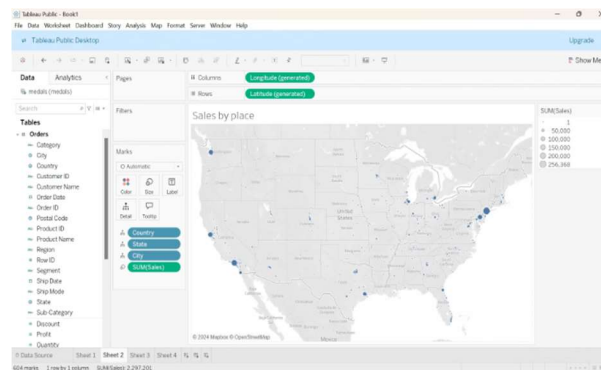 Tableau Public - Book1
File Data Worksheet Dashboard Story Analysis Map Format Server Window Help
Tableau Public Desktop
Upgrade
Show Me
Data Analytics
Pages
Columns
Longitude (generated)
Rows
Latitude (generated)
medals (medals)
Search
Filters
Tables
Orders
Category
City
Country
Customer ID
Customer Name
Order Date
Order ID
Postal Code
Product ID
Product Name
Region
Row ID
Segment
Ship Date
Ship Mode
State
Sub-Category
Discount
Profit
Quantity
Marks
Automatic
Color Size Label
Detail Tooltip
Country
State
City
SUM(Sales)
Sales by place
United
States
Mexico
© 2024 Mapbox © OpenStreetMap
SUM(Sales)
1
50,000
100,000
150,000
200,000
256,368
Data Source Sheet 1 Sheet 2 Sheet 3 Sheet 4
604 marks 1 row by 1 column SUM(Sales): 2,297,201